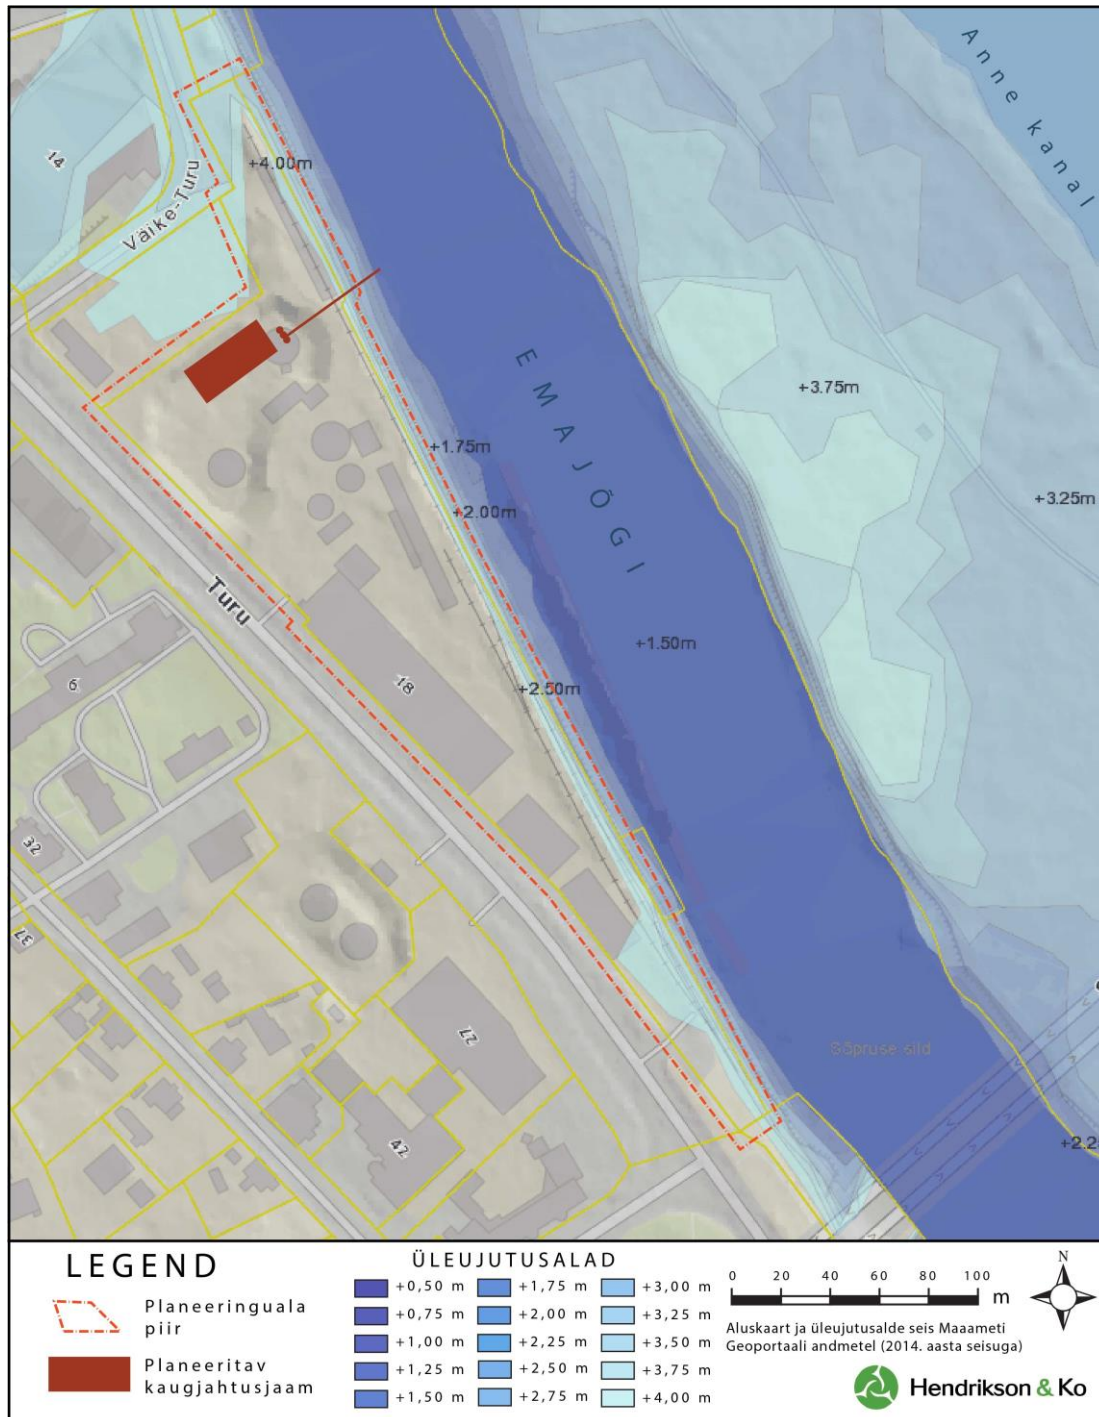 Anne kanal
14
+4.00m
Väike-Turu
EMAJÕGI
+3.75m
+1.75m
+3.25m
+2.00m
Turu
+1.50m
6
18
+2.50m
32
37
27
Sõpruse sild
42
LEGEND
Planeeringuala
piir
Planeeritav
kaugjahtusjaam
ÜLEUJUTUSALAD
+0,50 m +1,75 m +3,00 m
+0,75 m +2,00 m +3,25 m
+1,00 m +2,25 m +3,50 m
+1,25 m +2,50 m +3,75 m
+1,50 m +2,75 m +4,00 m
0 20 40 60 80 100
m
N
Aluskaart ja üleujutusalde seis Maaameti
Geoportaali andmetel (2014. aasta seisuga)
Hendrikson & Ko